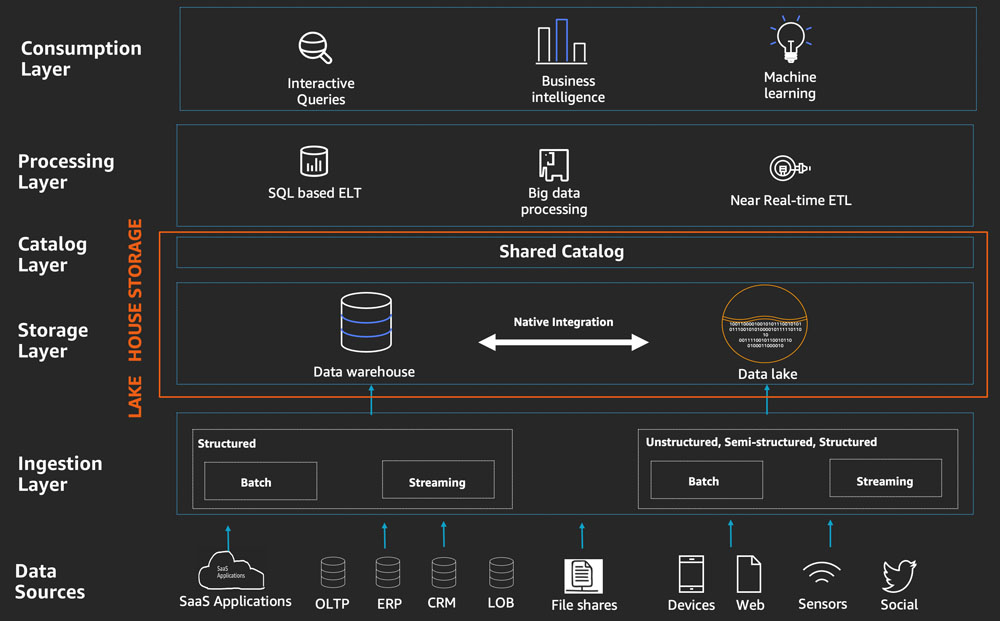 Consumption
Layer
Interactive
Queries
Business
intelligence
Machine
learning
Processing
Layer
SQL based ELT
Big data
processing
Near Real-time ETL
LAKE HOUSE STORAGE
Catalog
Layer
Shared Catalog
Storage
Layer
Data warehouse
Native Integration
Data lake
Ingestion
Layer
Structured
Batch
Streaming
Unstructured, Semi-structured, Structured
Batch
Streaming
Data
Sources
SaaS
Applications
SaaS Applications
OLTP
ERP
CRM
LOB
File shares
Devices
Web
Sensors
Social